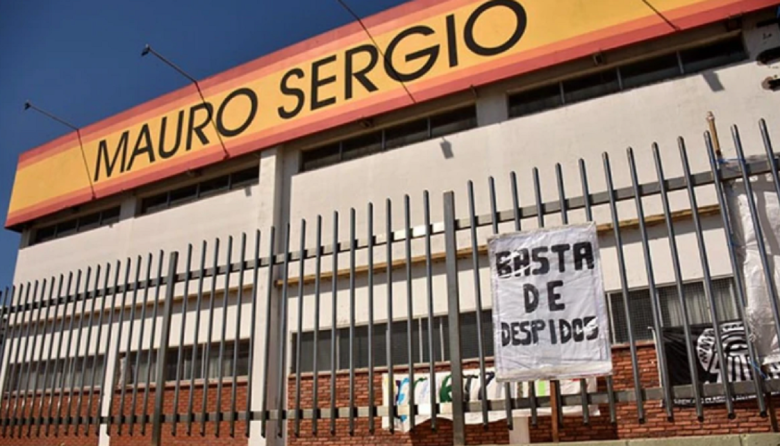 MAURO SERGIO
BASTA
DE
DESPIDOS